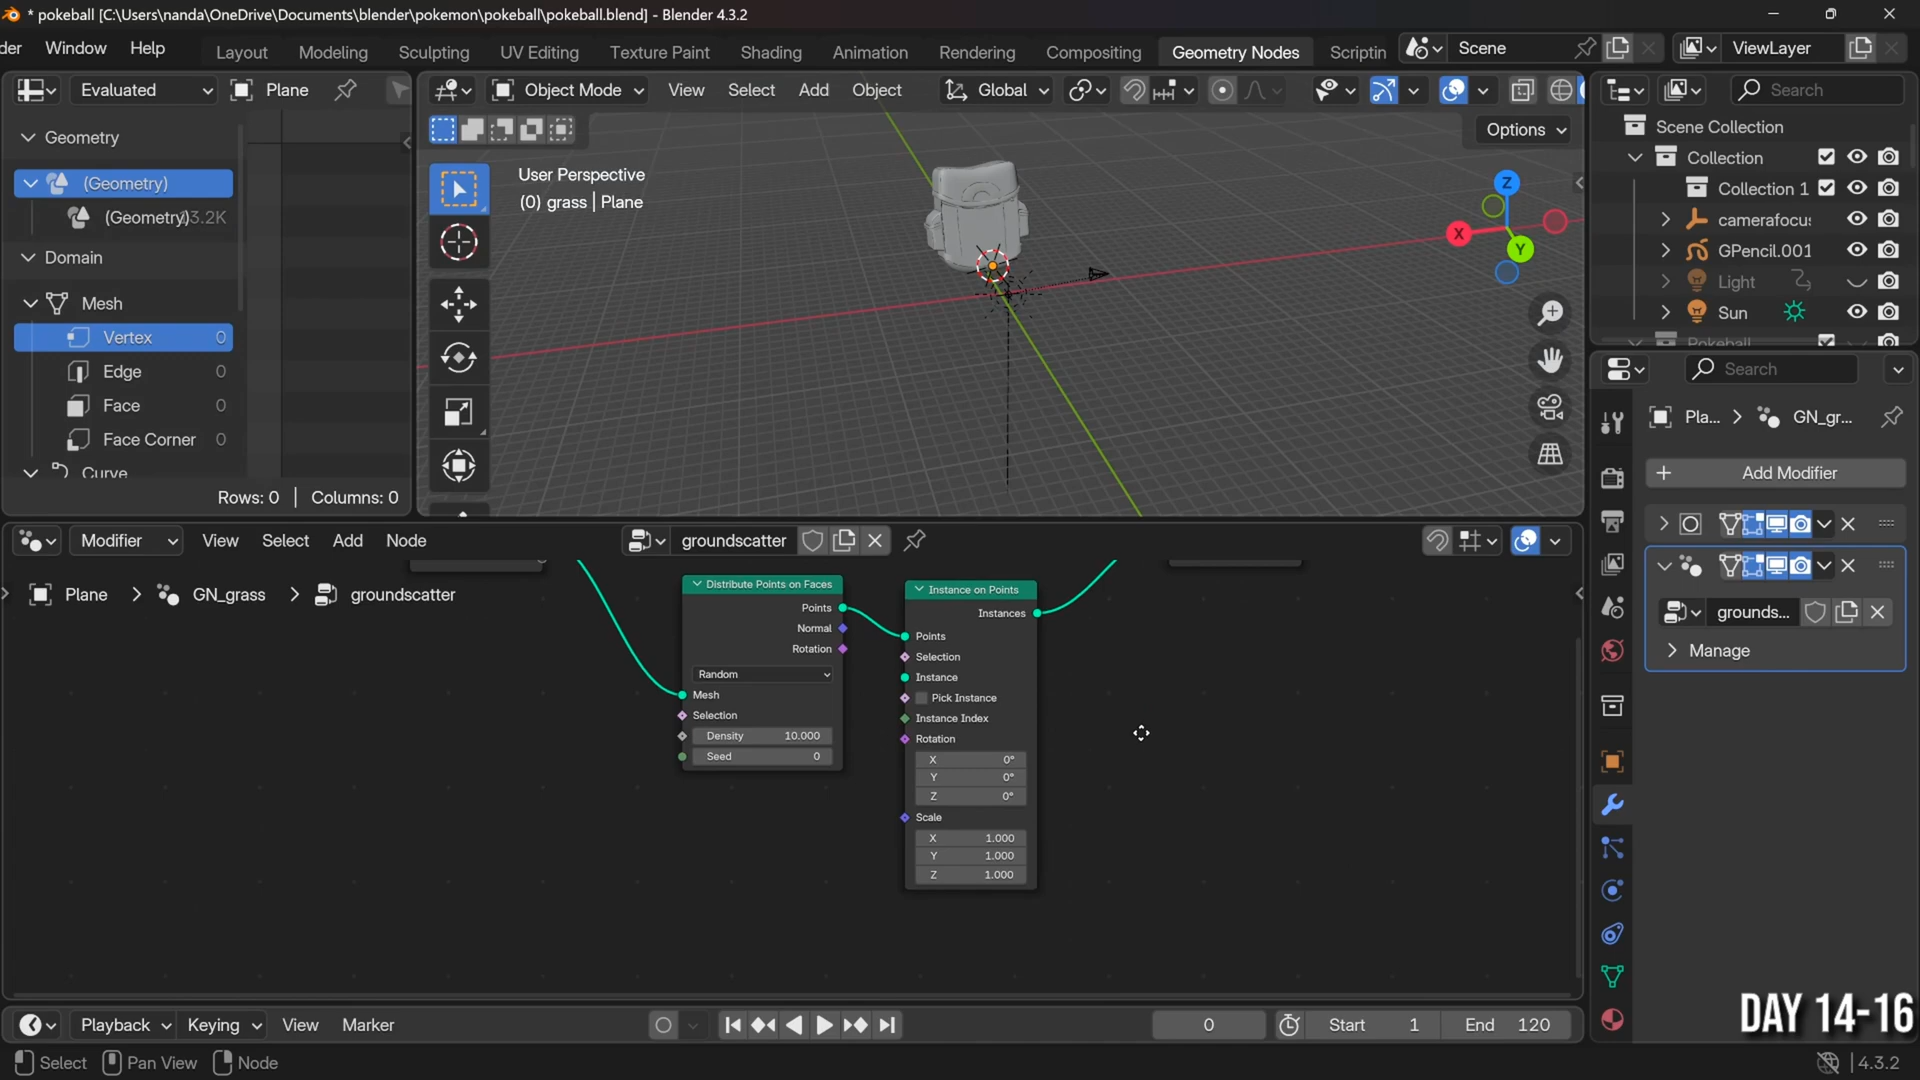 * pokeball [C:\Users\nanda\OneDrive\Documents\blender\pokemon\pokeball\pokeball.blend] - Blender 4.3.2
der Window Help Layout Modeling Sculpting UV Editing Texture Paint Shading Animation Rendering Compositing Geometry Nodes Scriptin Scene ViewLayer
Evaluated Plane
Object Mode View Select Add Object Global
Search
Options
User Perspective
(0) grass | Plane
Geometry
(Geometry)
(Geometry) 3.2K
Domain
Mesh
Vertex 0
Edge 0
Face 0
Face Corner 0
Curve
Rows: 0 | Columns: 0
Z
X
Y
Scene Collection
Collection
Collection 1
camerafocu
GPencil.001
Light
Sun
Pokeball
Search
Pla... GN_gr...
Add Modifier
grounds...
Manage
Modifier View Select Add Node groundscatter
Plane GN_grass groundscatter
Distribute Points on Faces
Points
Normal
Rotation
Random
Mesh
Selection
Density 10.000
Seed 0
Instance on Points
Instances
Points
Selection
Instance
Pick Instance
Instance Index
Rotation
X 0°
Y 0°
Z 0°
Scale
X 1.000
Y 1.000
Z 1.000
Playback Keying View Marker 0 Start 1 End 120
DAY 14-16
Select Pan View Node 4.3.2